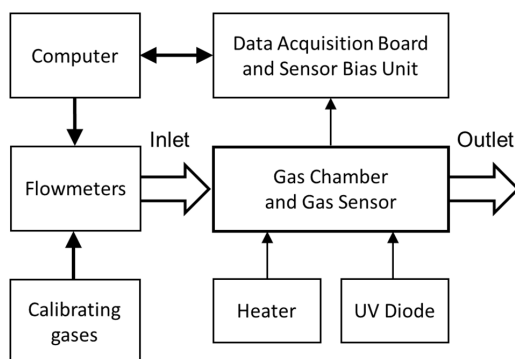 Computer
Data Acquisition Board
and Sensor Bias Unit
Inlet
Outlet
Flowmeters
Gas Chamber
and Gas Sensor
Calibrating
gases
Heater
UV Diode